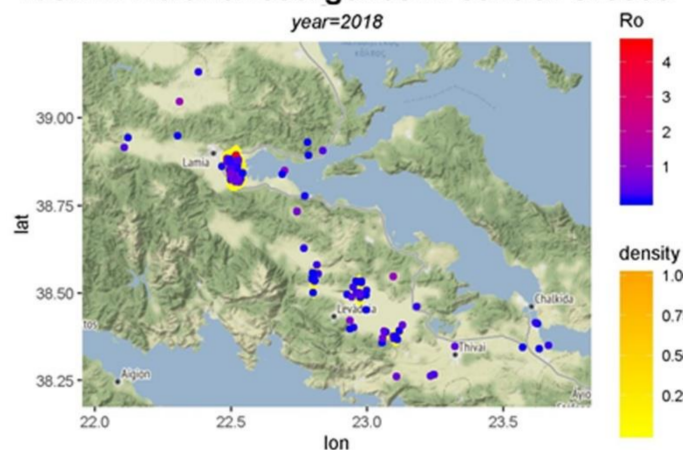 year=2018
Ro
4
3
2
1
density
1.0
0.7
0.5
0.2
39.00
38.75
38.50
38.25
lat
22.0
22.5
23.0
23.5
lon
Lamia
Levadia
Chalkida
Thivai
Aigion
tos
Ayio